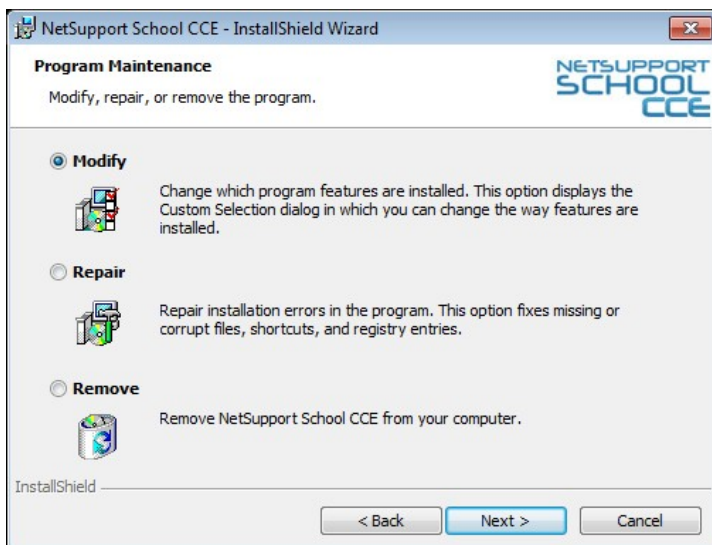 NetSupport School CCE - InstallShield Wizard
Program Maintenance
Modify, repair, or remove the program.
NETSUPPORT
SCHOOL
CCE
Modify
Change which program features are installed. This option displays the
Custom Selection dialog in which you can change the way features are
installed.
Repair
Repair installation errors in the program. This option fixes missing or
corrupt files, shortcuts, and registry entries.
Remove
Remove NetSupport School CCE from your computer.
InstallShield
< Back
Next >
Cancel